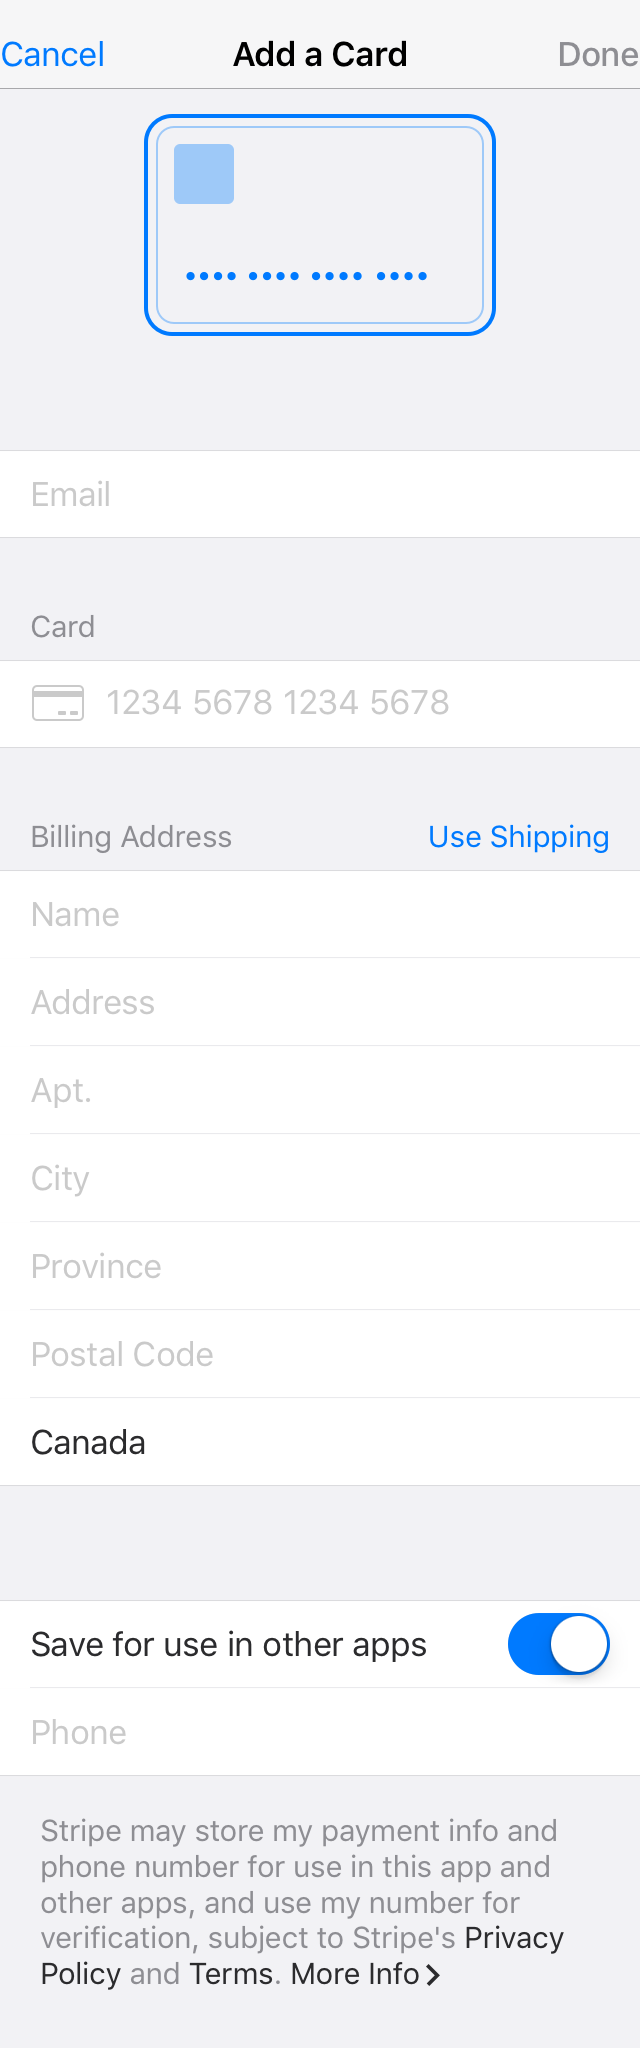 Cancel Add a Card Done
•••• •••• •••• ••••
Email
Card
1234 5678 1234 5678
Billing Address Use Shipping
Name
Address
Apt.
City
Province
Postal Code
Canada
Save for use in other apps
Phone
Stripe may store my payment info and
phone number for use in this app and
other apps, and use my number for
verification, subject to Stripe's Privacy
Policy and Terms. More Info